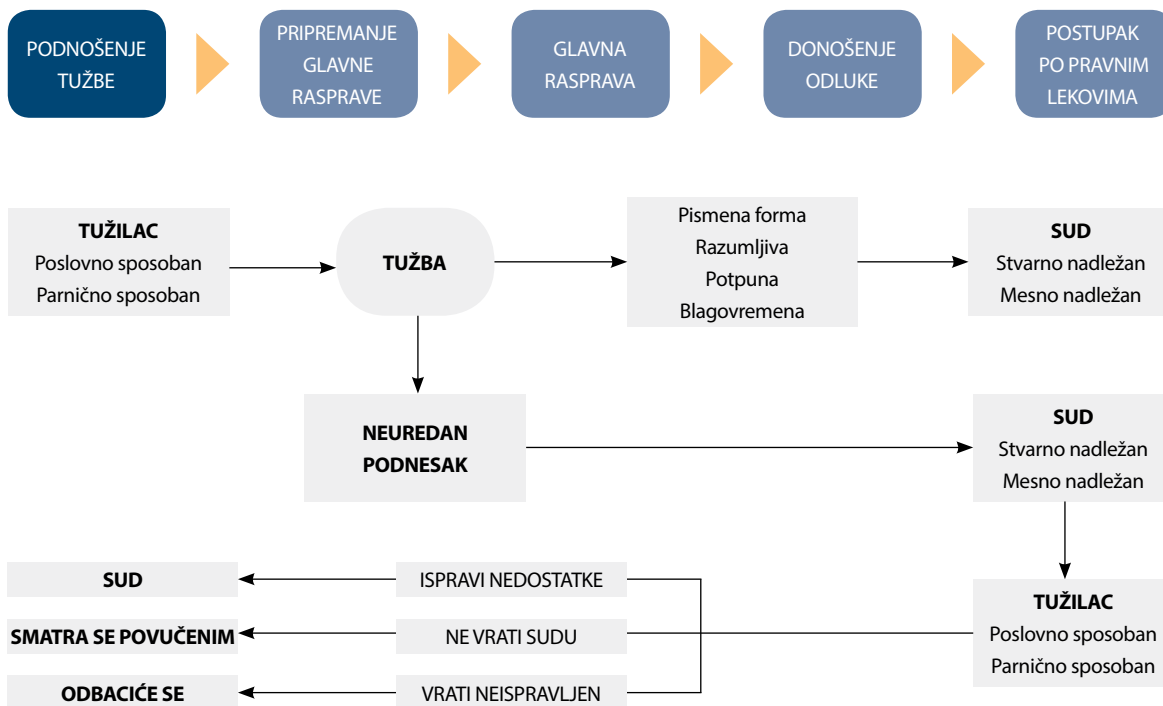 PODNOŠENJE
TUŽBE
PRIPREMANJE
GLAVNE
RASPRAVE
GLAVNA
RASPRAVA
DONOŠENJE
ODLUKE
POSTUPAK
PO PRAVNIM
LEKOVIMA
TUŽILAC
Poslovno sposoban
Parnično sposoban
TUŽBA
Pismena forma
Razumljiva
Potpuna
Blagovremena
SUD
Stvarno nadležan
Mesno nadležan
NEUREDAN
PODNESAK
SUD
Stvarno nadležan
Mesno nadležan
SUD
ISPRAVI NEDOSTATKE
SMATRA SE POVUČENIM
NE VRATI SUDU
ODBACIĆE SE
VRATI NEISPRAVLJEN
TUŽILAC
Poslovno sposoban
Parnično sposoban